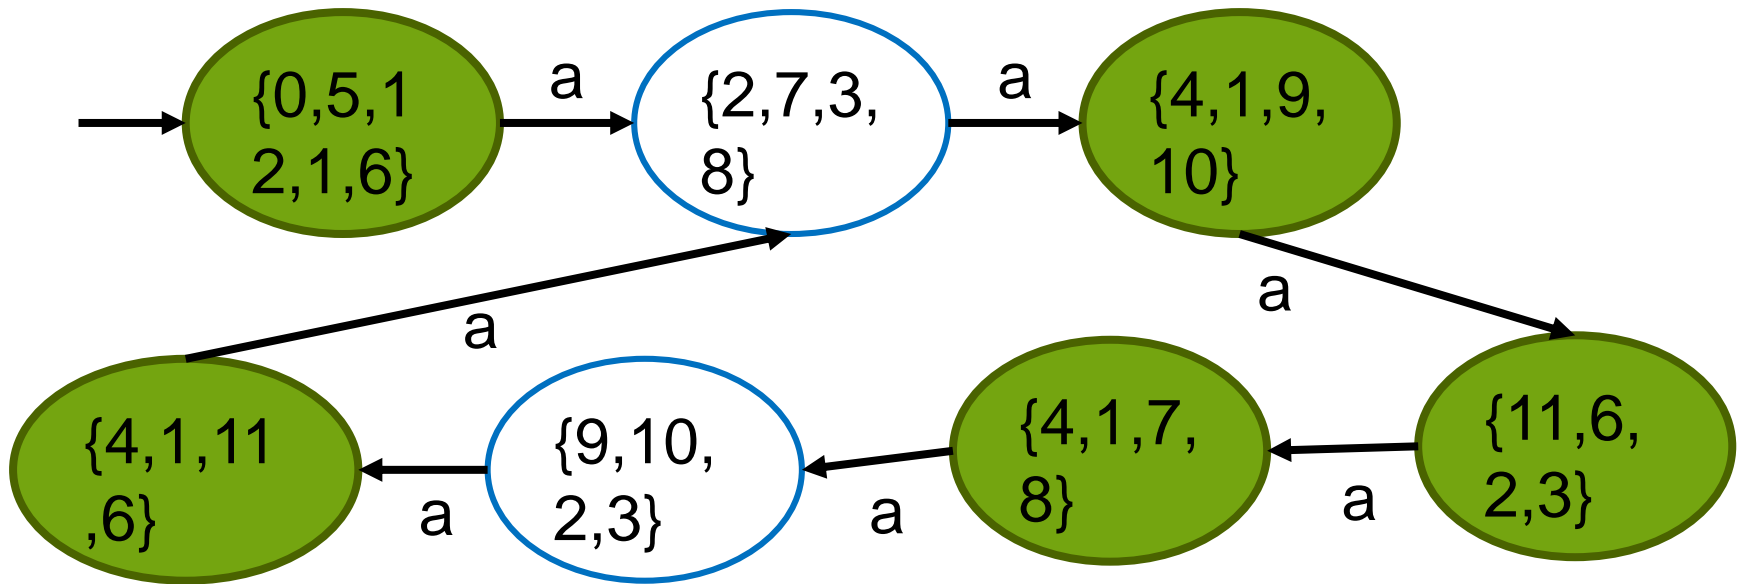 {0,5,1
2,1,6}
a
{2,7,3,
8}
a
{4,1,9,
10}
a
a
{4,1,11
,6}
a
{9,10,
2,3}
a
{4,1,7,
8}
a
{11,6,
2,3}